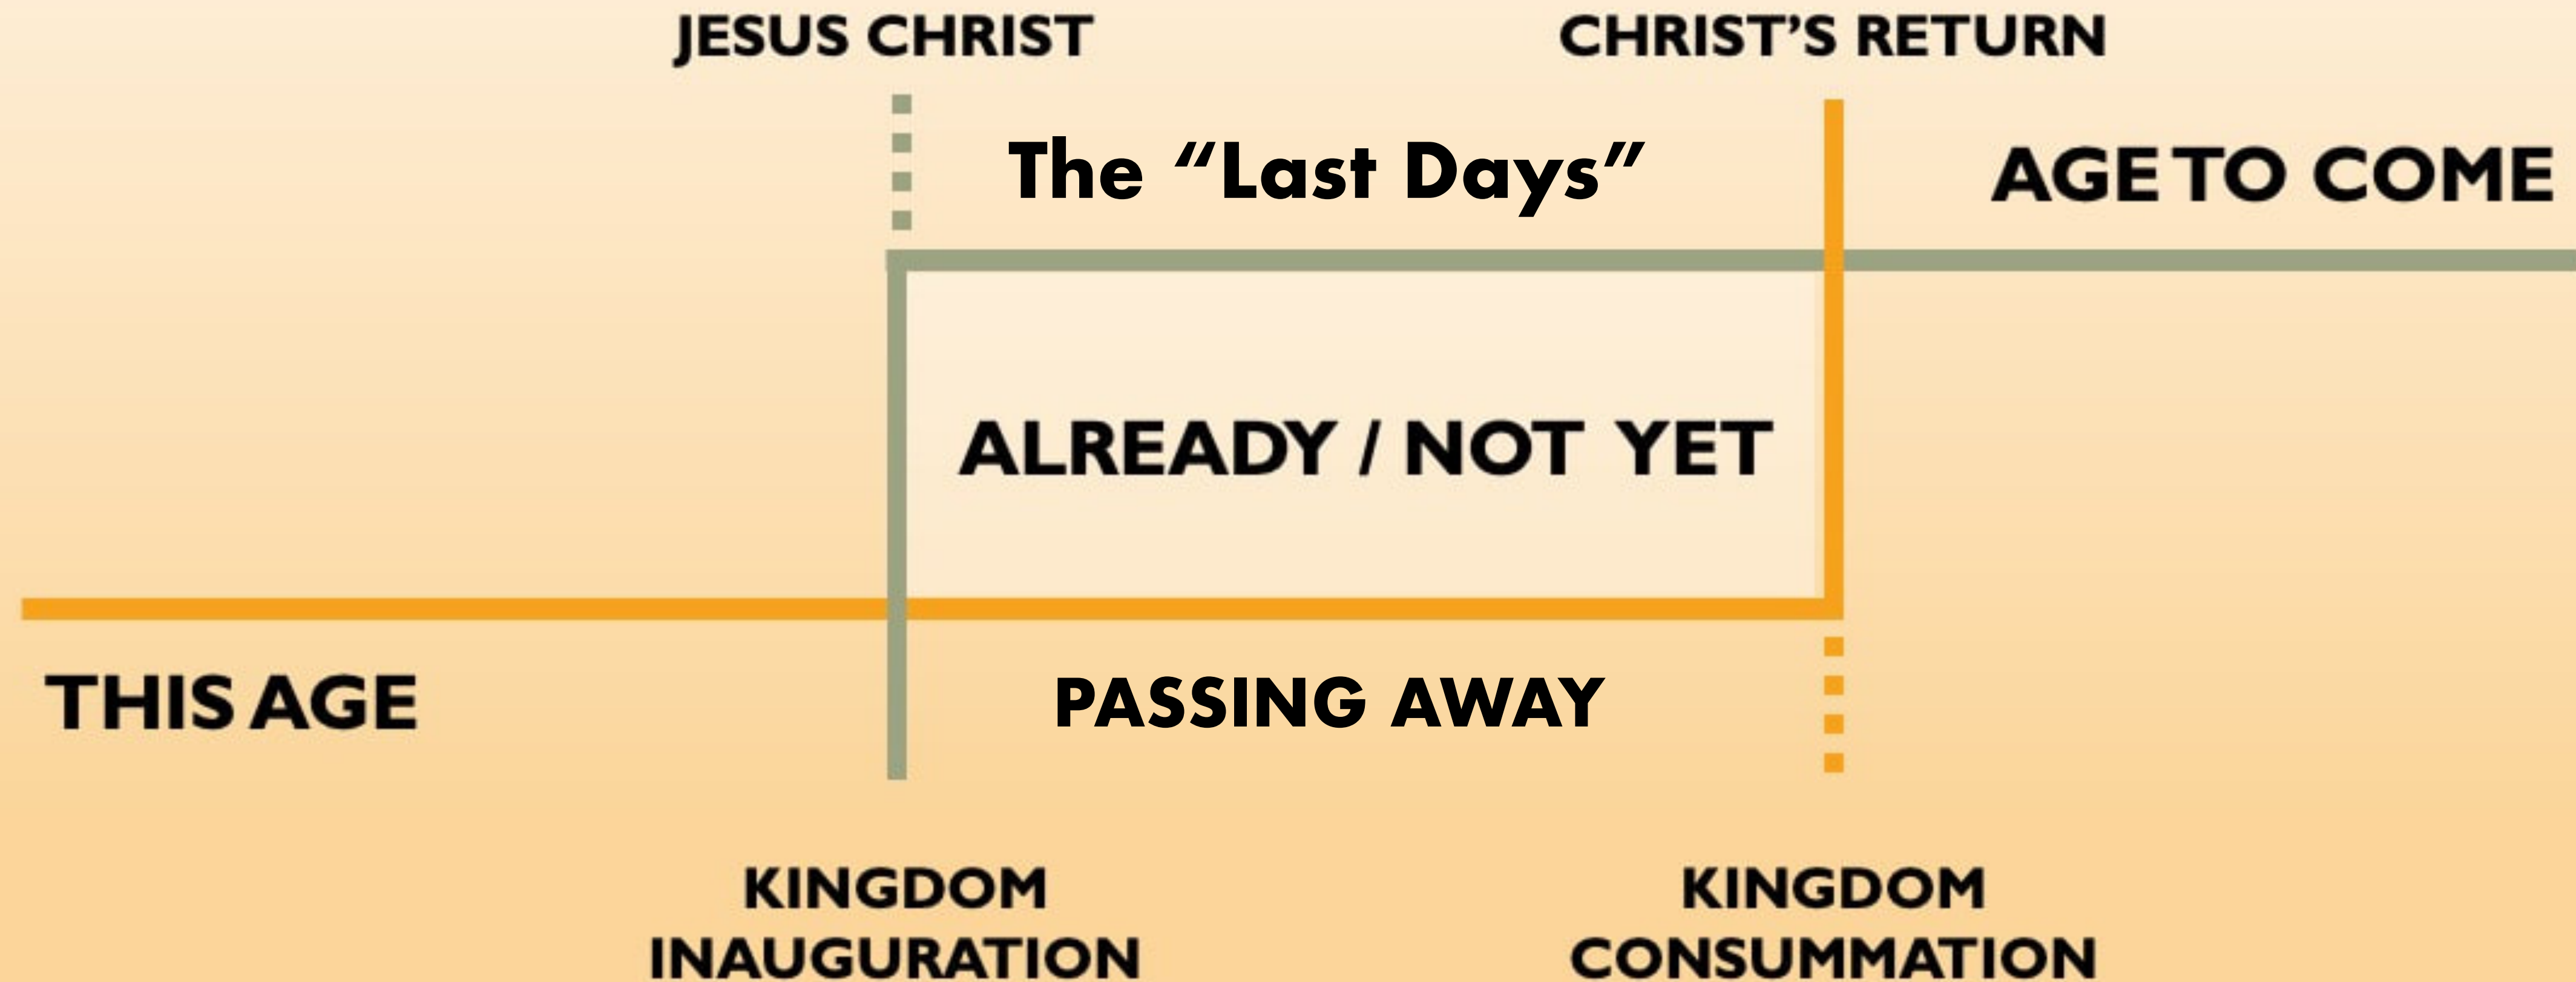 JESUS CHRIST
CHRIST’S RETURN
The “Last Days”
AGE TO COME
ALREADY / NOT YET
THIS AGE
PASSING AWAY
KINGDOM
INAUGURATION
KINGDOM
CONSUMMATION